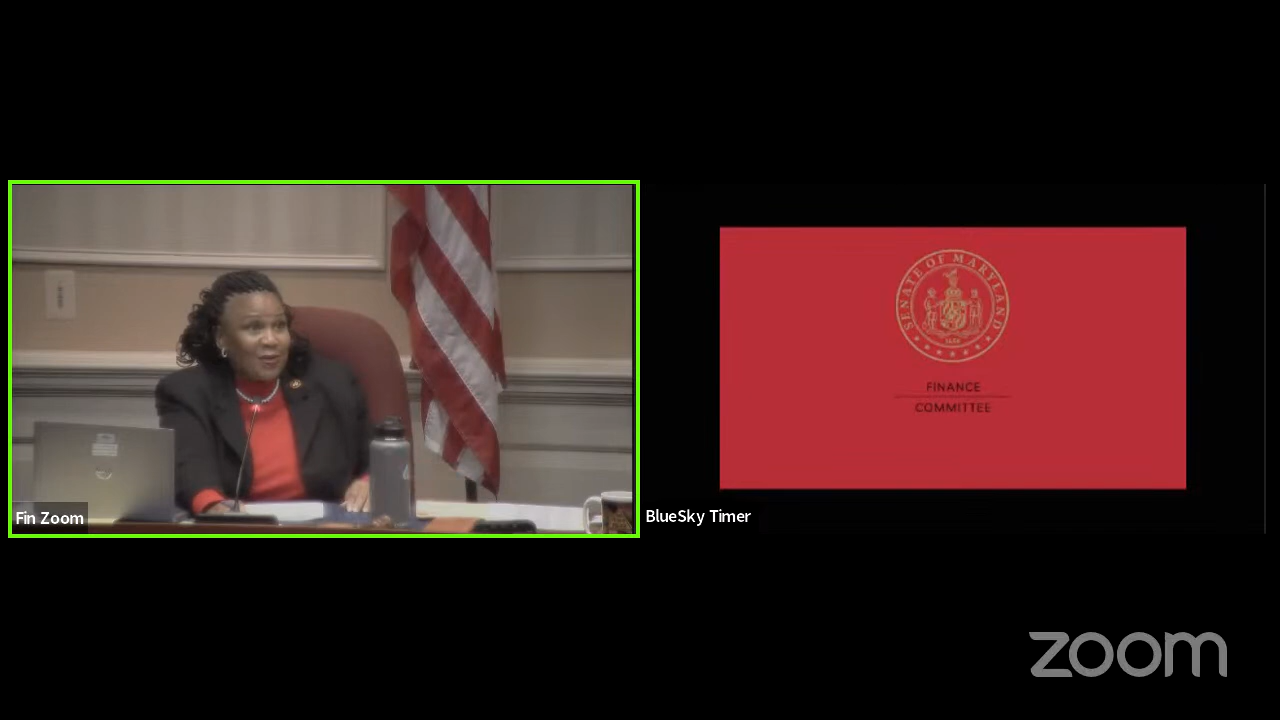 SENATE OF MARYLAND
FINANCE
COMMITTEE
Fin Zoom
BlueSky Timer
zoom